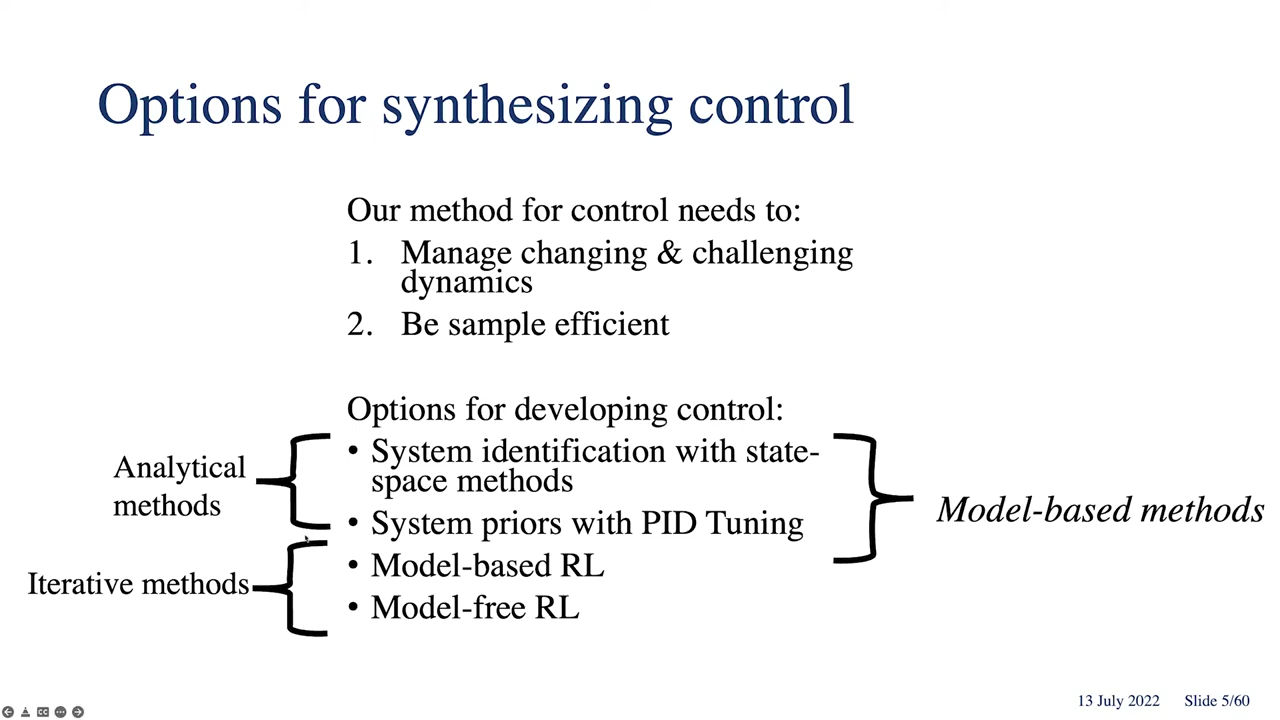 Options for synthesizing control
Our method for control needs to:
1. Manage changing & challenging
dynamics
2. Be sample efficient
Options for developing control:
• System identification with state-
space methods
• System priors with PID Tuning
• Model-based RL
• Model-free RL
Analytical
methods
Iterative methods
Model-based methods
13 July 2022 Slide 5/60